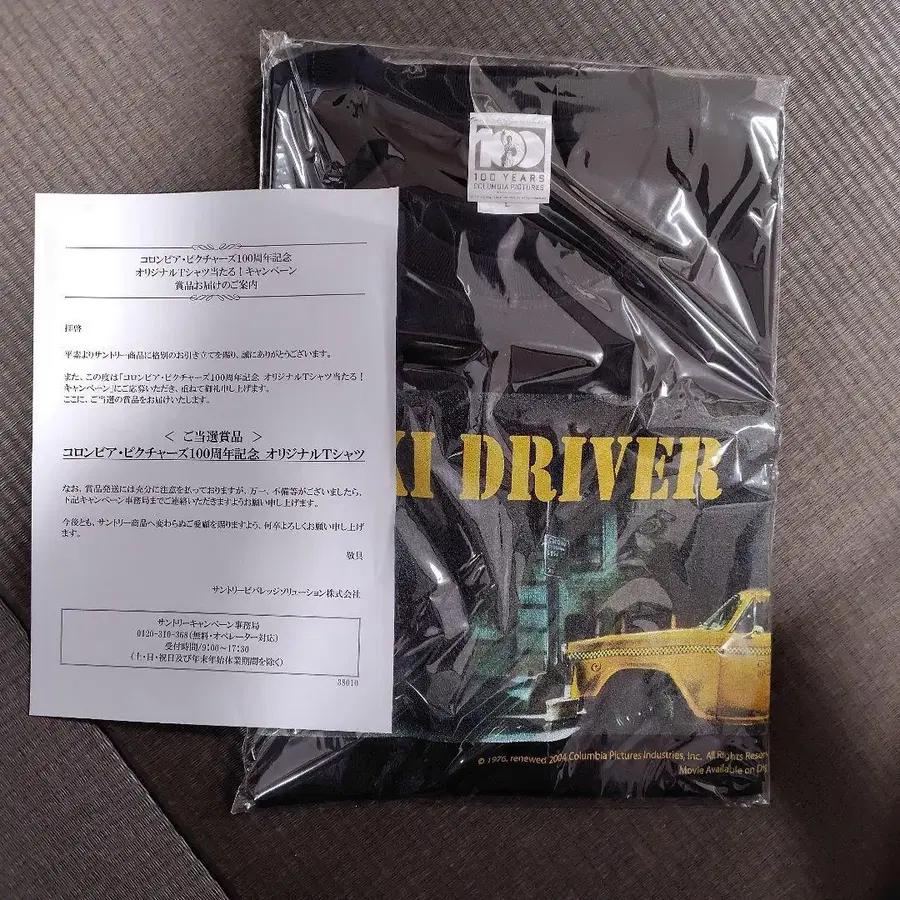 コロンビア・ピクチャーズ100周年記念
オリジナルTシャツ当たる！キャンペーン
賞品お届けのご案内
拝啓
平素よりサントリー商品に格別のお引き立てを賜り、誠にありがとうございます。
また、この度は「コロンビア・ピクチャーズ100周年記念 オリジナルTシャツ当たる！
キャンペーン」にご応募いただき、重ねて御礼申し上げます。
ここに、ご当選の賞品をお届けいたします。
＜ ご当選賞品 ＞
コロンビア・ピクチャーズ100周年記念 オリジナルTシャツ
なお、賞品発送には充分に注意を払っておりますが、万一、不備等がございましたら、
下記キャンペーン事務局までご連絡いただきますようお願い申し上げます。
今後とも、サントリー商品へ変わらぬご愛顧を賜りますよう、何卒よろしくお願い申し上げ
ます。
敬具
サントリービバレッジソリューション株式会社
サントリーキャンペーン事務局
0120-310-368(無料・オペレーター対応)
受付時間/9:00～17:30
(土・日・祝日及び年末年始休業期間を除く)
38010
100
100 YEARS
COLUMBIA PICTURES
L
XI DRIVER
© 1976, renewed 2004 Columbia Pictures Industries, Inc. All Rights Reser
Movie Available on Di